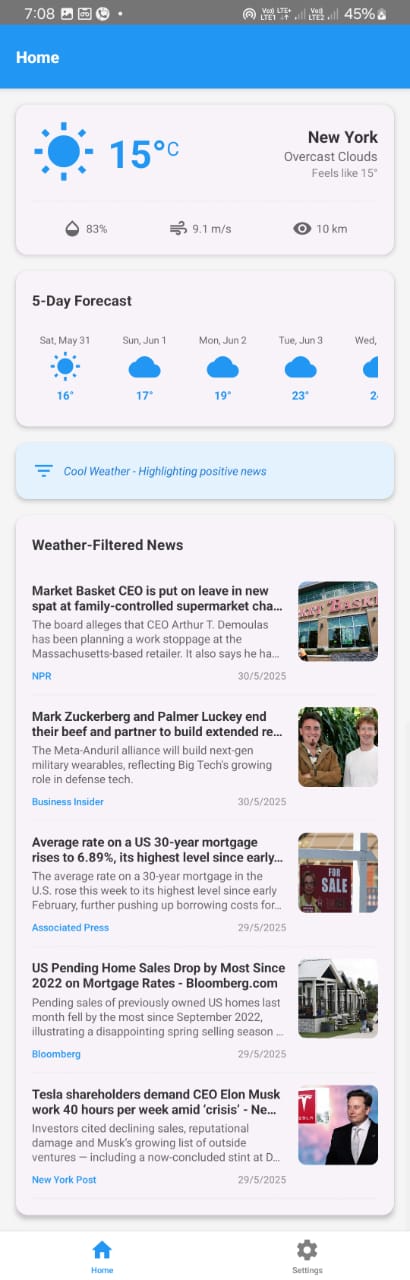 7:08
Vo) LTE+
LTE1
Vo)
LTE2
45%
Home
15°C
New York
Overcast Clouds
Feels like 15°
83%
9.1 m/s
10 km
5-Day Forecast
Sat, May 31
Sun, Jun 1
Mon, Jun 2
Tue, Jun 3
Wed,
16°
17°
19°
23°
Cool Weather - Highlighting positive news
Weather-Filtered News
Market Basket CEO is put on leave in new
spat at family-controlled supermarket cha...
The board alleges that CEO Arthur T. Demoulas
has been planning a work stoppage at the
Massachusetts-based retailer. It also says he ha...
NPR
30/5/2025
Mark Zuckerberg and Palmer Luckey end
their beef and partner to build extended re...
The Meta-Anduril alliance will build next-gen
military wearables, reflecting Big Tech's growing
role in defense tech.
Business Insider
30/5/2025
Average rate on a US 30-year mortgage
rises to 6.89%, its highest level since early...
The average rate on a 30-year mortgage in the
U.S. rose this week to its highest level since early
February, further pushing up borrowing costs for...
FOR
SALE
Associated Press
29/5/2025
US Pending Home Sales Drop by Most Since
2022 on Mortgage Rates - Bloomberg.com
Pending sales of previously owned US homes last
month fell by the most since September 2022,
illustrating a disappointing spring selling season ...
Bloomberg
29/5/2025
Tesla shareholders demand CEO Elon Musk
work 40 hours per week amid ‘crisis’ - Ne...
Investors cited declining sales, reputational
damage and Musk's growing list of outside
ventures — including a now-concluded stint at D...
New York Post
29/5/2025
Home
Settings